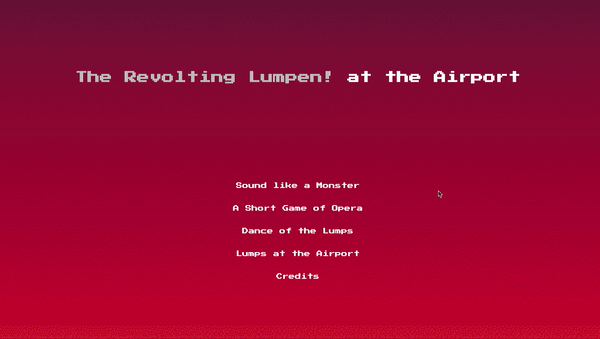 The Revolting Lumpen! at the Airport
Sound like a Monster
A Short Game of Opera
Dance of the Lumps
Lumps at the Airport
Credits